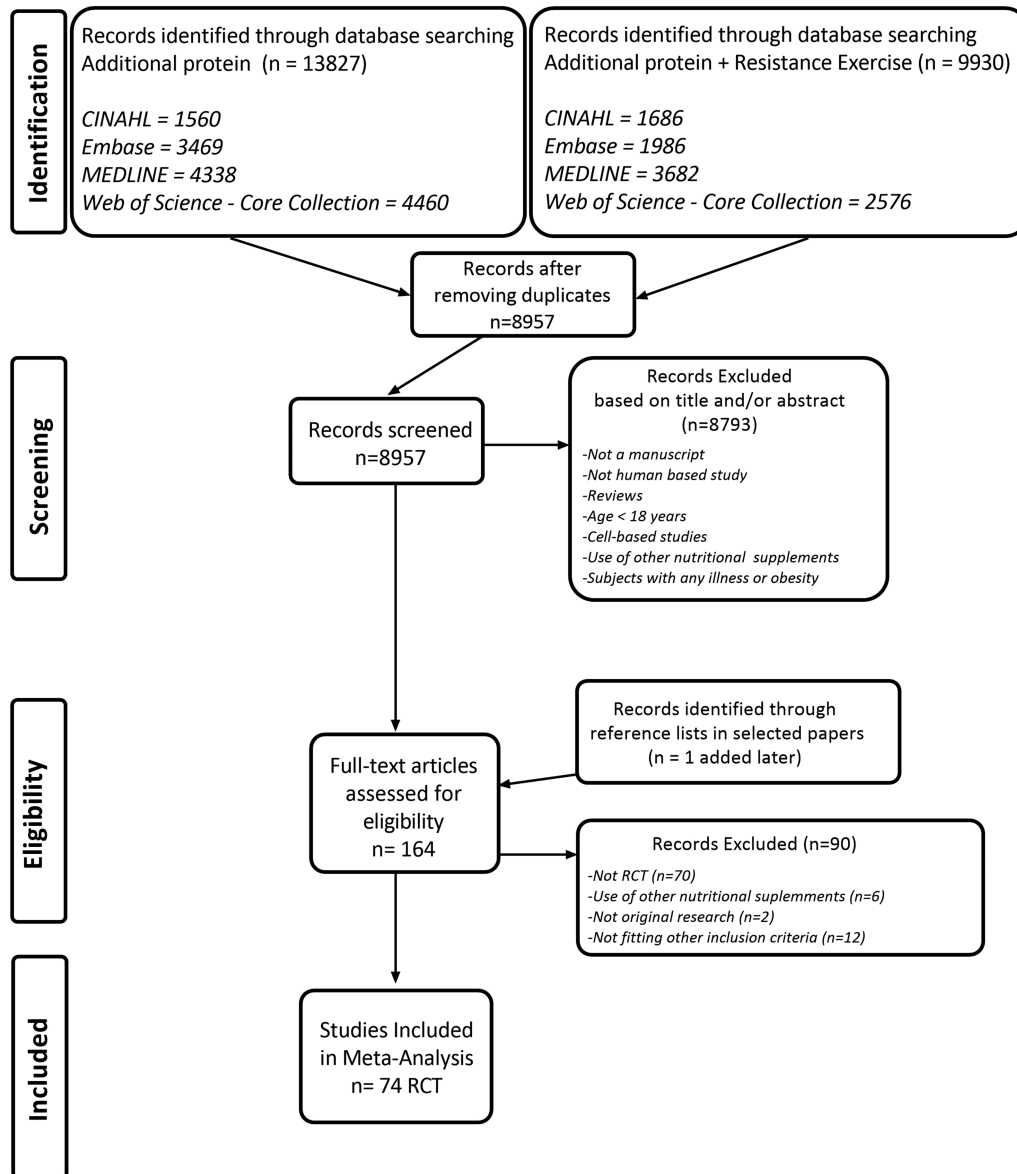 Identification
Records identified through database searching
Additional protein (n = 13827)
CINAHL = 1560
Embase = 3469
MEDLINE = 4338
Web of Science - Core Collection = 4460
Records identified through database searching
Additional protein + Resistance Exercise (n = 9930)
CINAHL = 1686
Embase = 1986
MEDLINE = 3682
Web of Science - Core Collection = 2576
Records after
removing duplicates
n=8957
Screening
Records screened
n=8957
Records Excluded
based on title and/or abstract
(n=8793)
-Not a manuscript
-Not human based study
-Reviews
-Age < 18 years
-Cell-based studies
-Use of other nutritional supplements
-Subjects with any illness or obesity
Eligibility
Records identified through
reference lists in selected papers
(n = 1 added later)
Full-text articles
assessed for
eligibility
n= 164
Records Excluded (n=90)
-Not RCT (n=70)
-Use of other nutritional suplemments (n=6)
-Not original research (n=2)
-Not fitting other inclusion criteria (n=12)
Included
Studies Included
in Meta-Analysis
n= 74 RCT